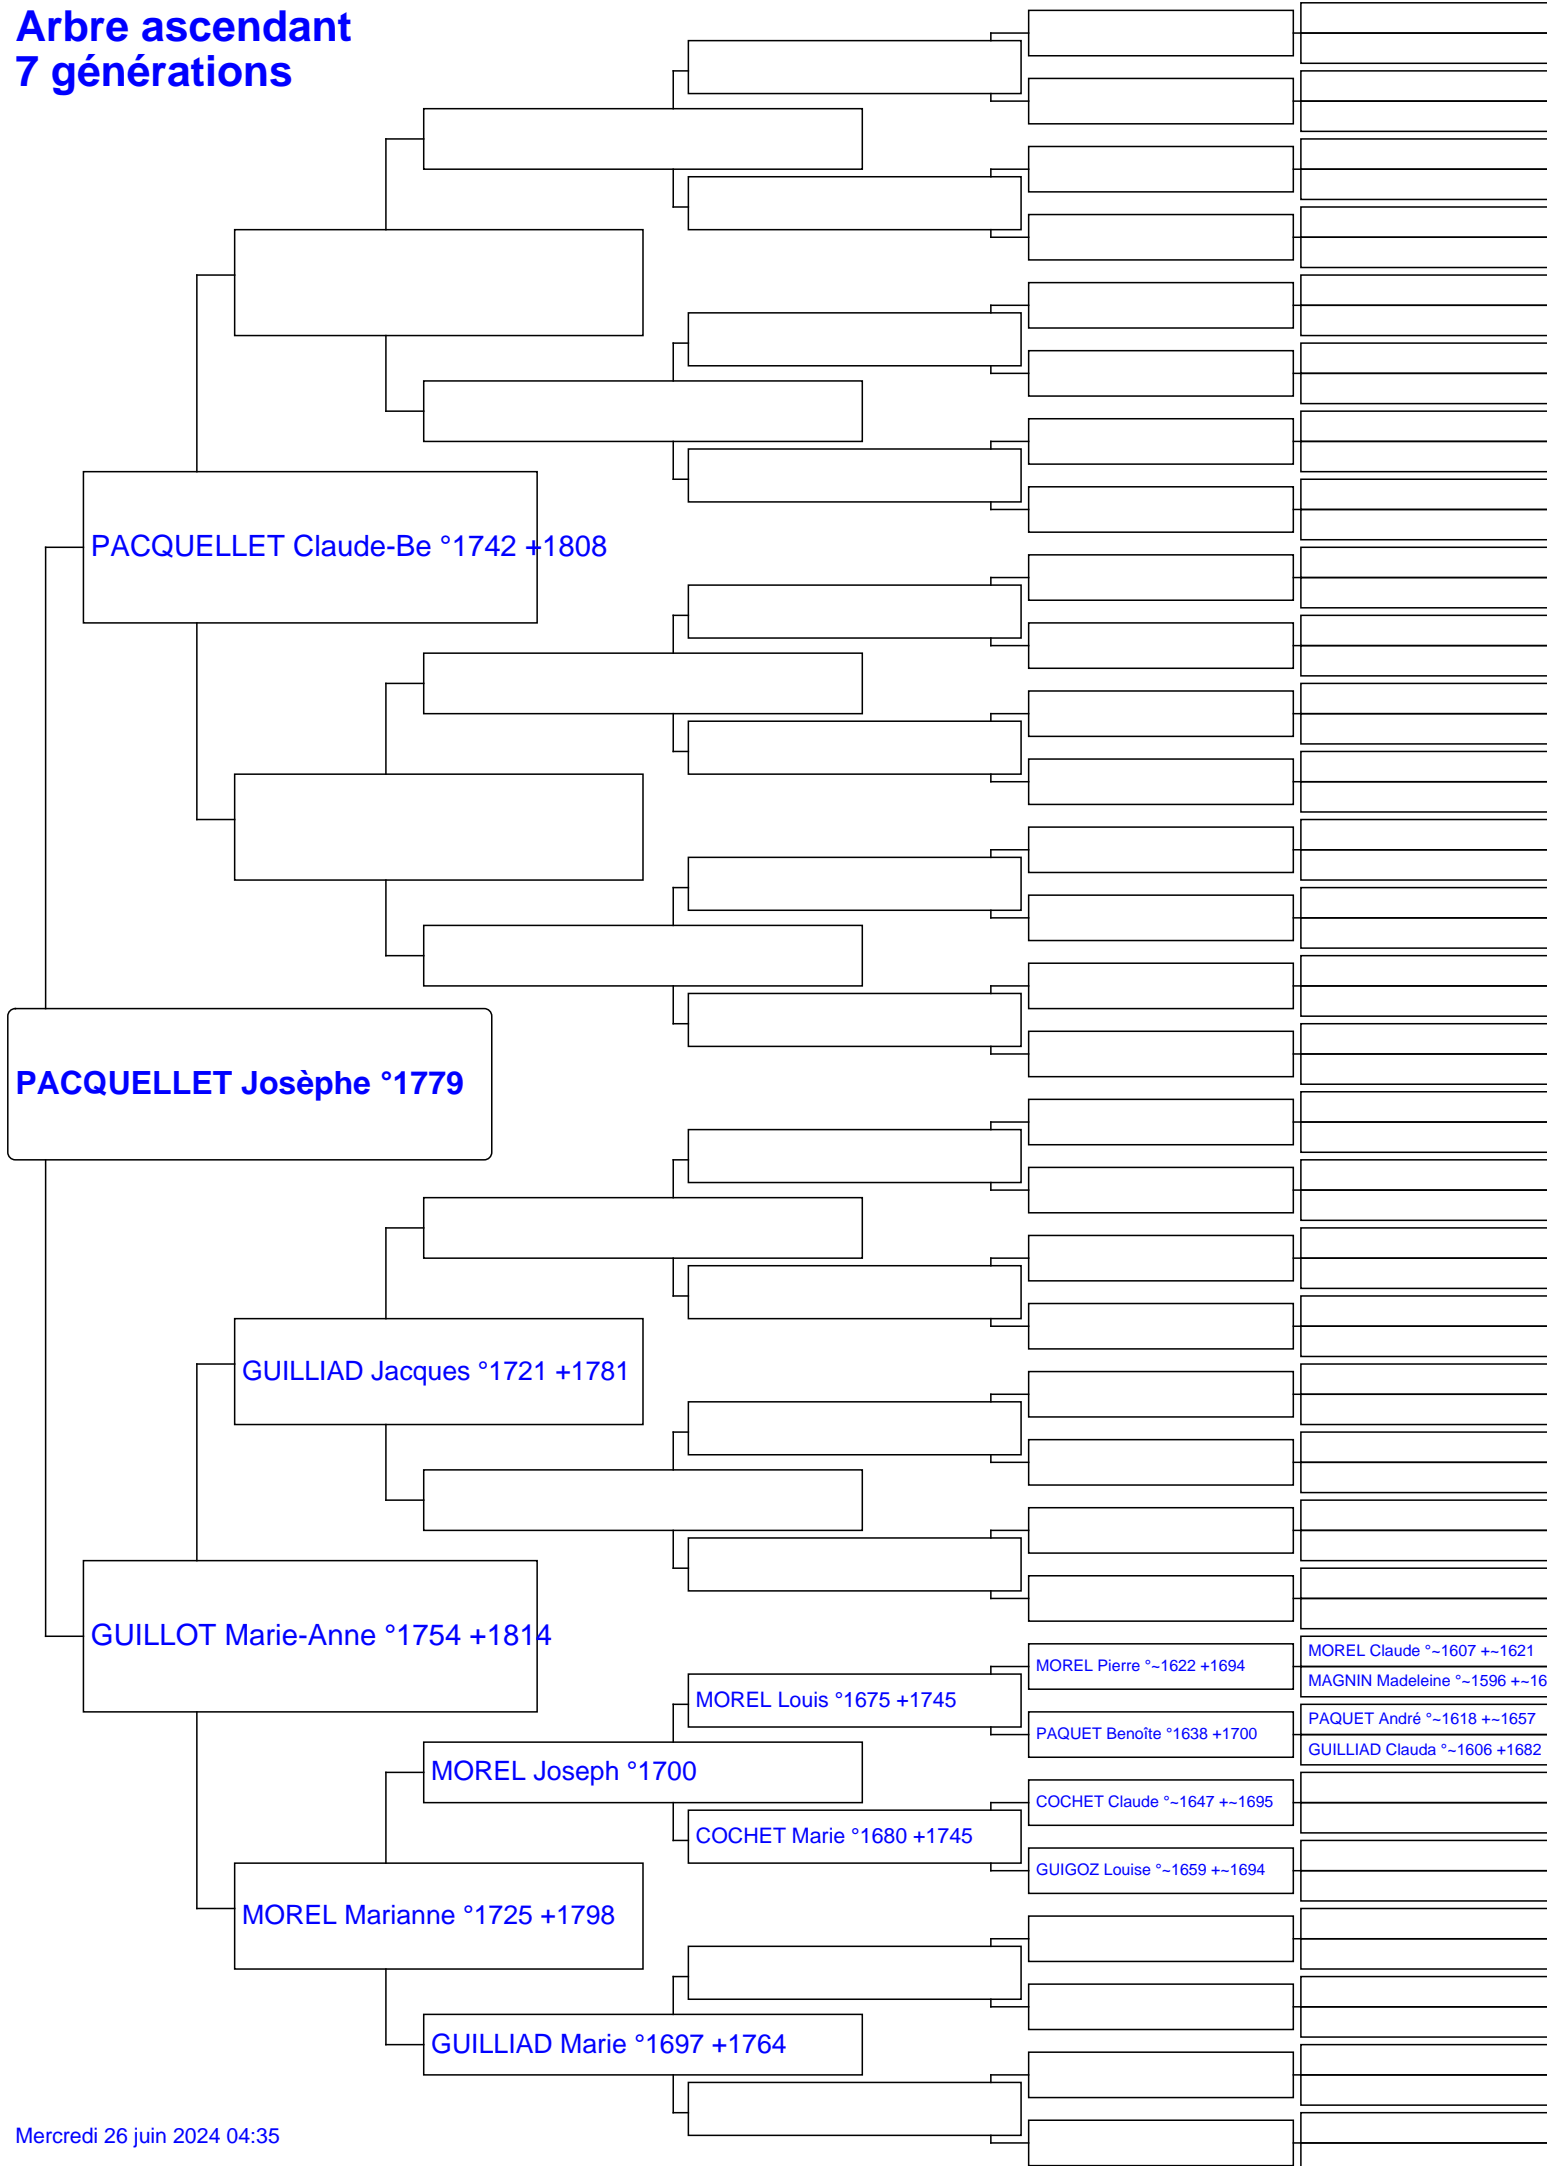 Arbre ascendant
7 générations
PACQUELLET Claude-Be °1742 +1808
PACQUELLET Josèphe °1779
GUILLIAD Jacques °1721 +1781
GUILLOT Marie-Anne °1754 +1814
MOREL Claude °~1607 +~1621
MOREL Pierre °~1622 +1694
MAGNIN Madeleine °~1596 +~16
MOREL Louis °1675 +1745
PAQUET André °~1618 +~1657
PAQUET Benoîte °1638 +1700
GUILLIAD Clauda °~1606 +1682
MOREL Joseph °1700
COCHET Claude °~1647 +~1695
COCHET Marie °1680 +1745
GUIGOZ Louise °~1659 +~1694
MOREL Marianne °1725 +1798
GUILLIAD Marie °1697 +1764
Mercredi 26 juin 2024 04:35